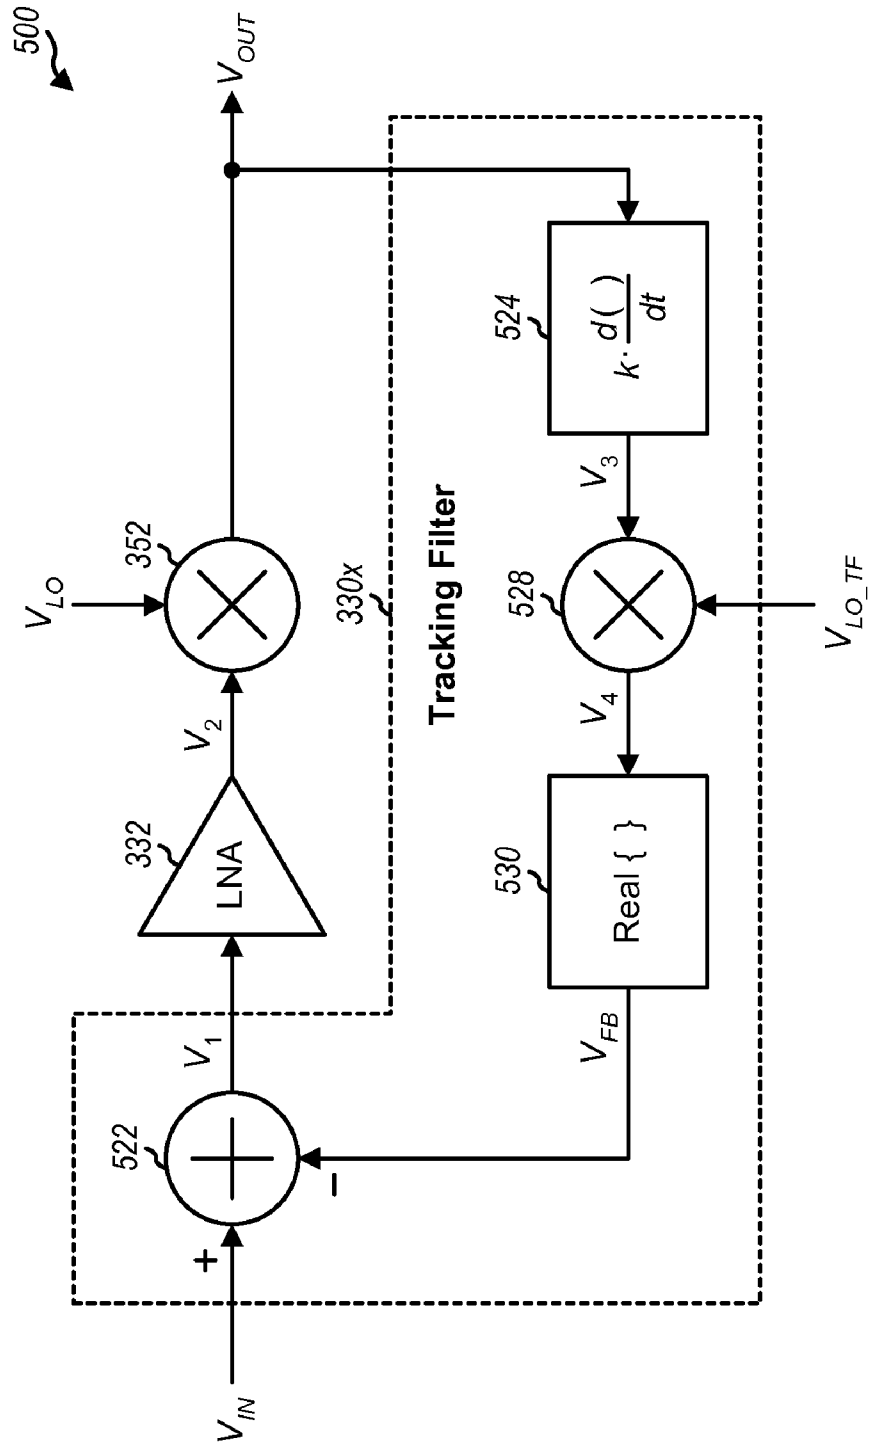 500
V_LO
352
V_OUT
332
LNA
V_2
522
V_1
+
V_IN
−
330x
Tracking Filter
V_FB
530
Real { }
V_4
528
V_3
524
k · d( )/dt
V_LO_TF